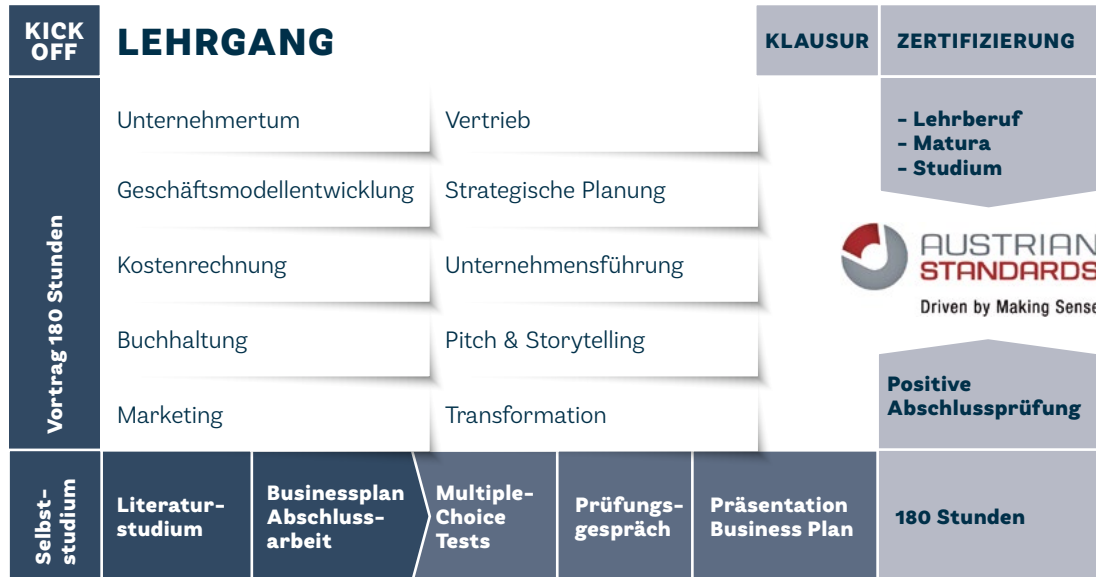 KICK
OFF
LEHRGANG
KLAUSUR
ZERTIFIZIERUNG
Vortrag 180 Stunden
Unternehmertum
Vertrieb
Geschäftsmodellentwicklung
Strategische Planung
Kostenrechnung
Unternehmensführung
Buchhaltung
Pitch & Storytelling
Marketing
Transformation
- Lehrberuf
- Matura
- Studium
AUSTRIAN
STANDARDS
Driven by Making Sense
Positive
Abschlussprüfung
Selbst-
studium
Literatur-
studium
Businessplan
Abschluss-
arbeit
Multiple-
Choice
Tests
Prüfungs-
gespräch
Präsentation
Business Plan
180 Stunden